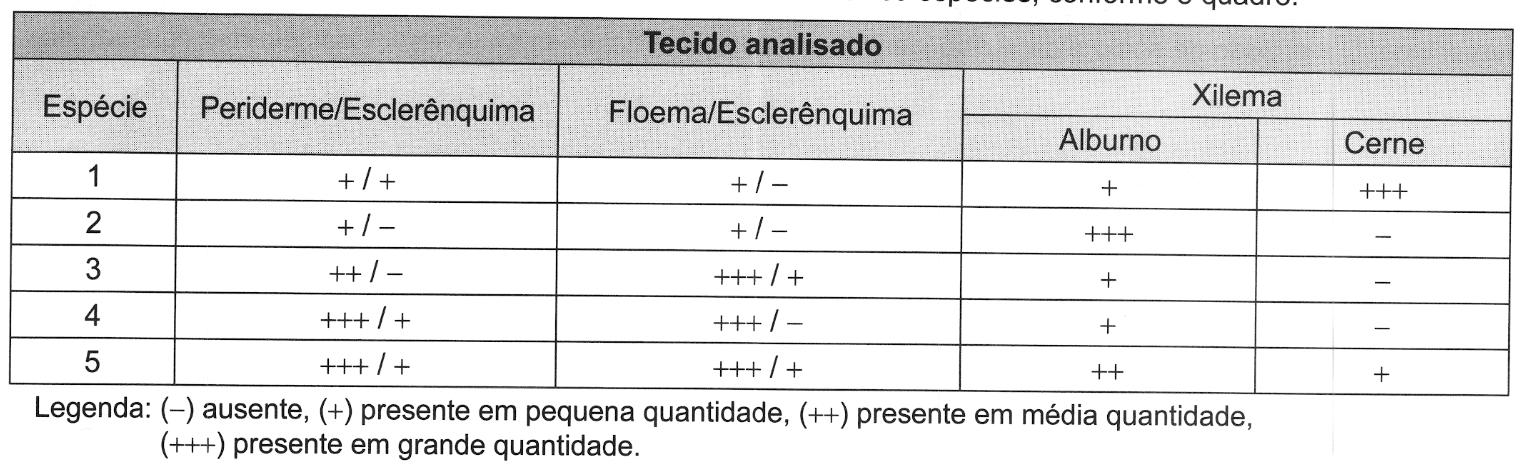 espécies, conforme o quadro:
Tecido analisado
Espécie Periderme/Esclerênquima Floema/Esclerênquima Xilema
Alburno Cerne
1 + / + + / – + +++
2 + / – + / – +++ –
3 ++ / – +++ / + + –
4 +++ / + +++ / – + –
5 +++ / + +++ / + ++ +
Legenda: (–) ausente, (+) presente em pequena quantidade, (++) presente em média quantidade,
(+++) presente em grande quantidade.